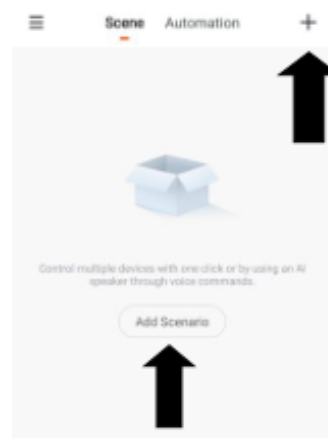 Scene Automation
Control multiple devices with one click or by using an AI
speaker through voice commands.
Add Scenario